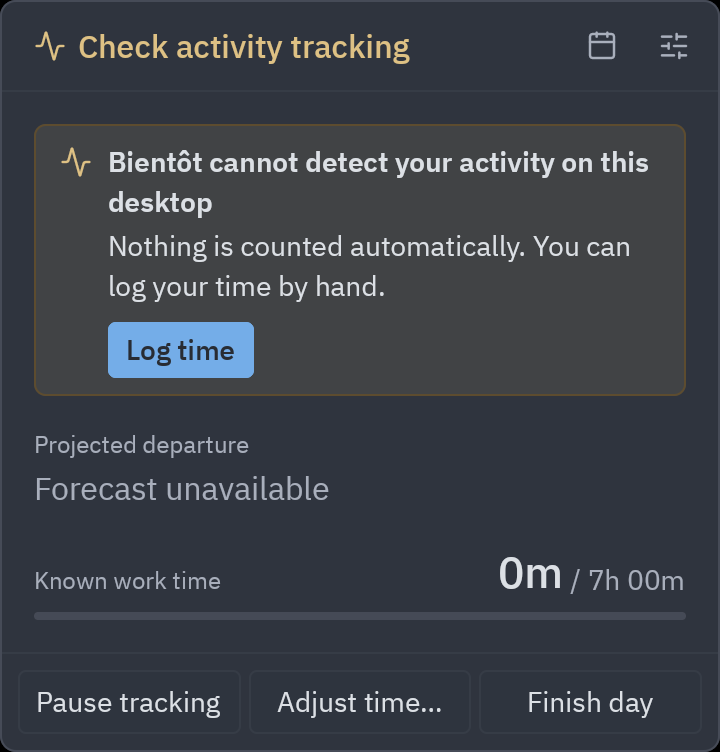 Check activity tracking
Bientôt cannot detect your activity on this
desktop
Nothing is counted automatically. You can
log your time by hand.
Log time
Projected departure
Forecast unavailable
Known work time
0m / 7h 00m
Pause tracking
Adjust time...
Finish day